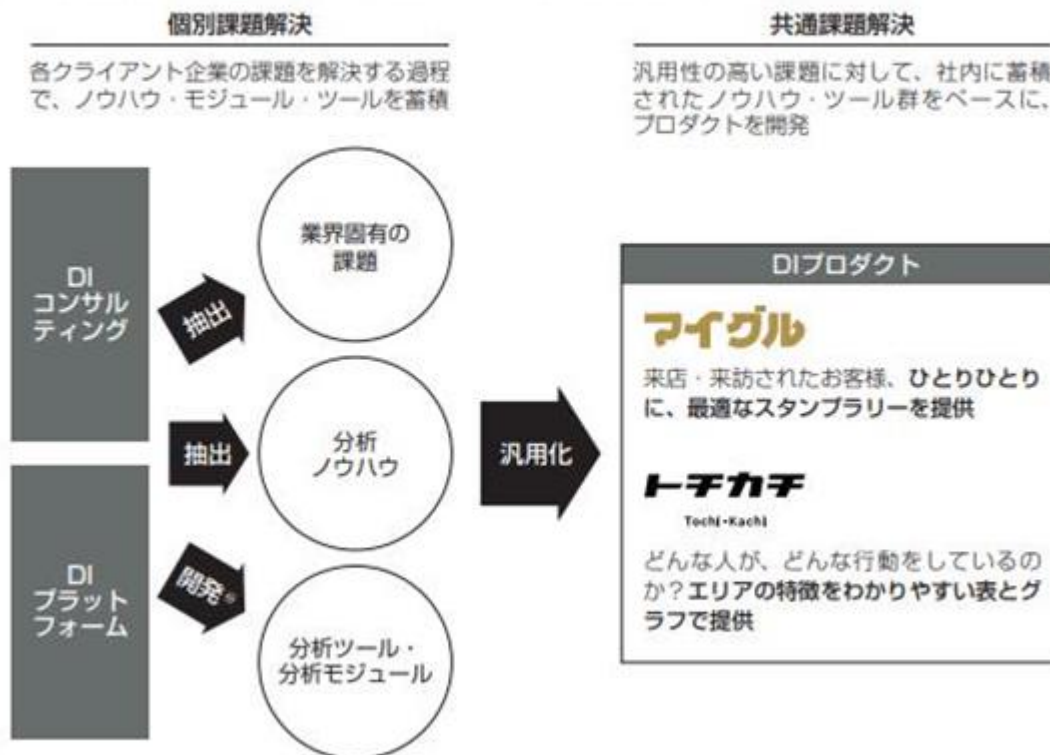 個別課題解決
各クライアント企業の課題を解決する過程
で、ノウハウ・モジュール・ツールを蓄積
DI
コンサル
ティング
DI
プラット
フォーム
抽出
抽出
開発※
業界固有の
課題
分析
ノウハウ
分析ツール・
分析モジュール
汎用化
共通課題解決
汎用性の高い課題に対して、社内に蓄積
されたノウハウ・ツール群をベースに、
プロダクトを開発
DIプロダクト
マイグル
来店・来訪されたお客様、ひとりひとり
に、最適なスタンプラリーを提供
トチカチ
Tochi-Kachi
どんな人が、どんな行動をしているの
か？エリアの特徴をわかりやすい表とグ
ラフで提供